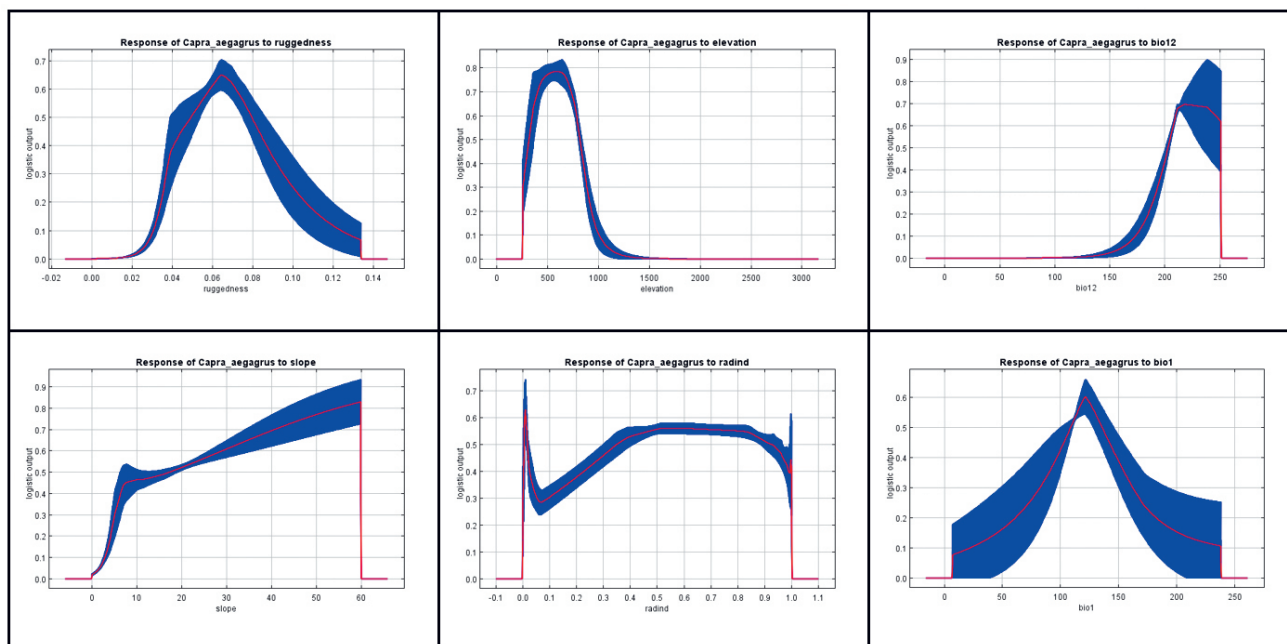 Response of Capra_aegagrus to ruggedness
logistic output
0.7
0.6
0.5
0.4
0.3
0.2
0.1
0.0
-0.02 0.00 0.02 0.04 0.06 0.08 0.10 0.12 0.14
ruggedness
Response of Capra_aegagrus to elevation
logistic output
0.8
0.7
0.6
0.5
0.4
0.3
0.2
0.1
0.0
0 500 1000 1500 2000 2500 3000
elevation
Response of Capra_aegagrus to bio12
logistic output
0.9
0.8
0.7
0.6
0.5
0.4
0.3
0.2
0.1
0.0
0 50 100 150 200 250
bio12
Response of Capra_aegagrus to slope
logistic output
0.9
0.8
0.7
0.6
0.5
0.4
0.3
0.2
0.1
0.0
0 10 20 30 40 50 60
slope
Response of Capra_aegagrus to radind
logistic output
0.7
0.6
0.5
0.4
0.3
0.2
0.1
0.0
-0.1 0.0 0.1 0.2 0.3 0.4 0.5 0.6 0.7 0.8 0.9 1.0 1.1
radind
Response of Capra_aegagrus to bio1
logistic output
0.6
0.5
0.4
0.3
0.2
0.1
0.0
0 50 100 150 200 250
bio1